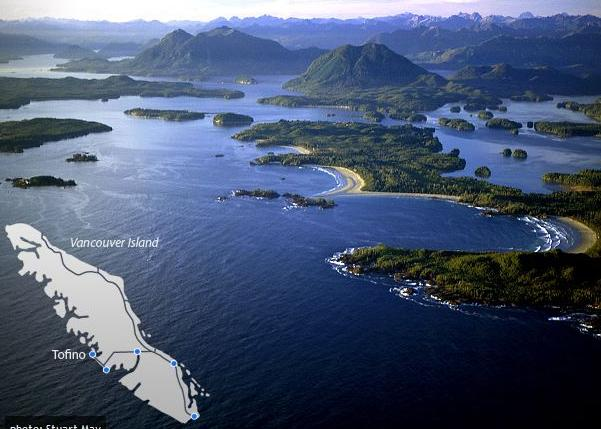 Vancouver Island
Tofino
photo: Stuart May